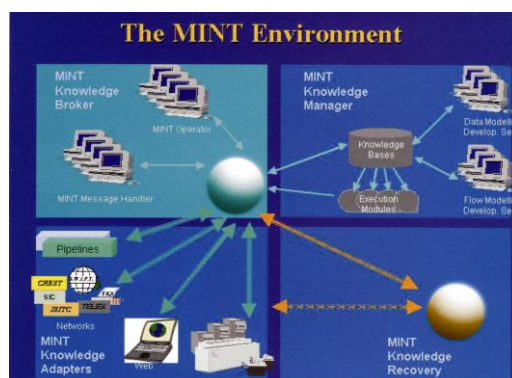 The MINT Environment
MINT
Knowledge
Broker
MINT Operator
MINT Message Handler
MINT
Knowledge
Manager
Knowledge
Bases
Execution
Modules
Data Modelli
Develop. Se
Flow Modelli
Develop. Se
Pipelines
CREST
S.W.I.F.T.
SIC
FAX
BITC
TELEX
Networks
MINT
Knowledge
Adapters
Web
MINT
Knowledge
Recovery